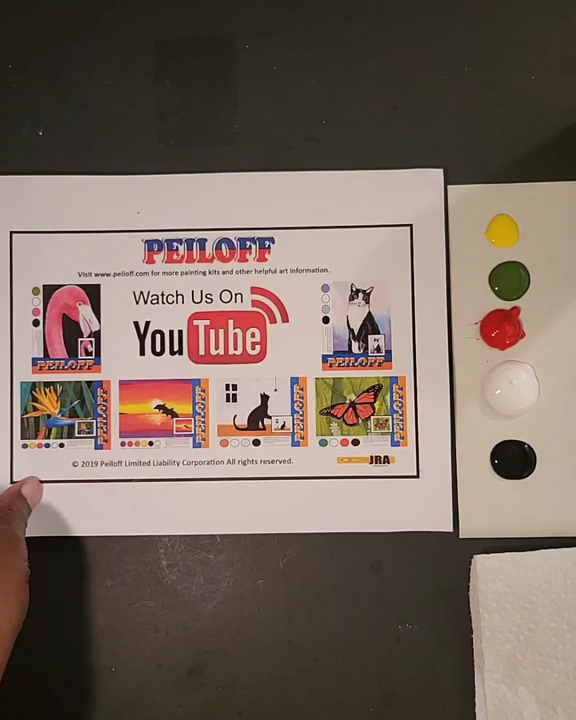 PEILOFF
Visit www.peiloff.com for more painting kits and other helpful art information.
Watch Us On
YouTube
PEILOFF
PEILOFF
PEILOFF
PEILOFF
PEILOFF
PEILOFF
© 2019 Peiloff Limited Liability Corporation All rights reserved.
JRA